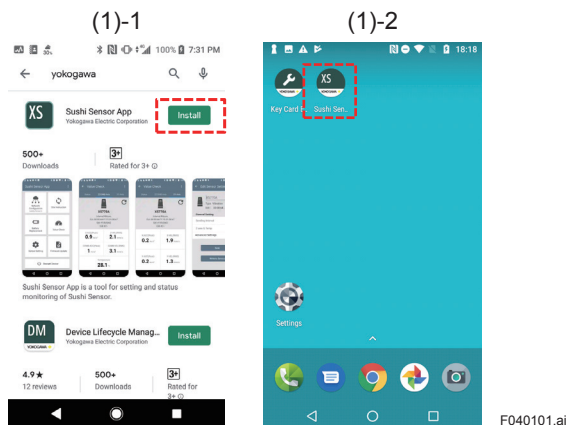 (1)-1
(1)-2
30%
100%
7:31 PM
18:18
yokogawa
XS
Sushi Sensor App
Yokogawa Electric Corporation
Install
500+
Downloads
3+
Rated for 3+
Sushi Sensor App is a tool for setting and status
monitoring of Sushi Sensor.
DM
YOKOGAWA
Device Lifecycle Manag...
Yokogawa Electric Corporation
Install
4.9★
12 reviews
500+
Downloads
3+
Rated for
3+
XS
Key Card F..
Sushi Sen..
Settings
F040101.ai